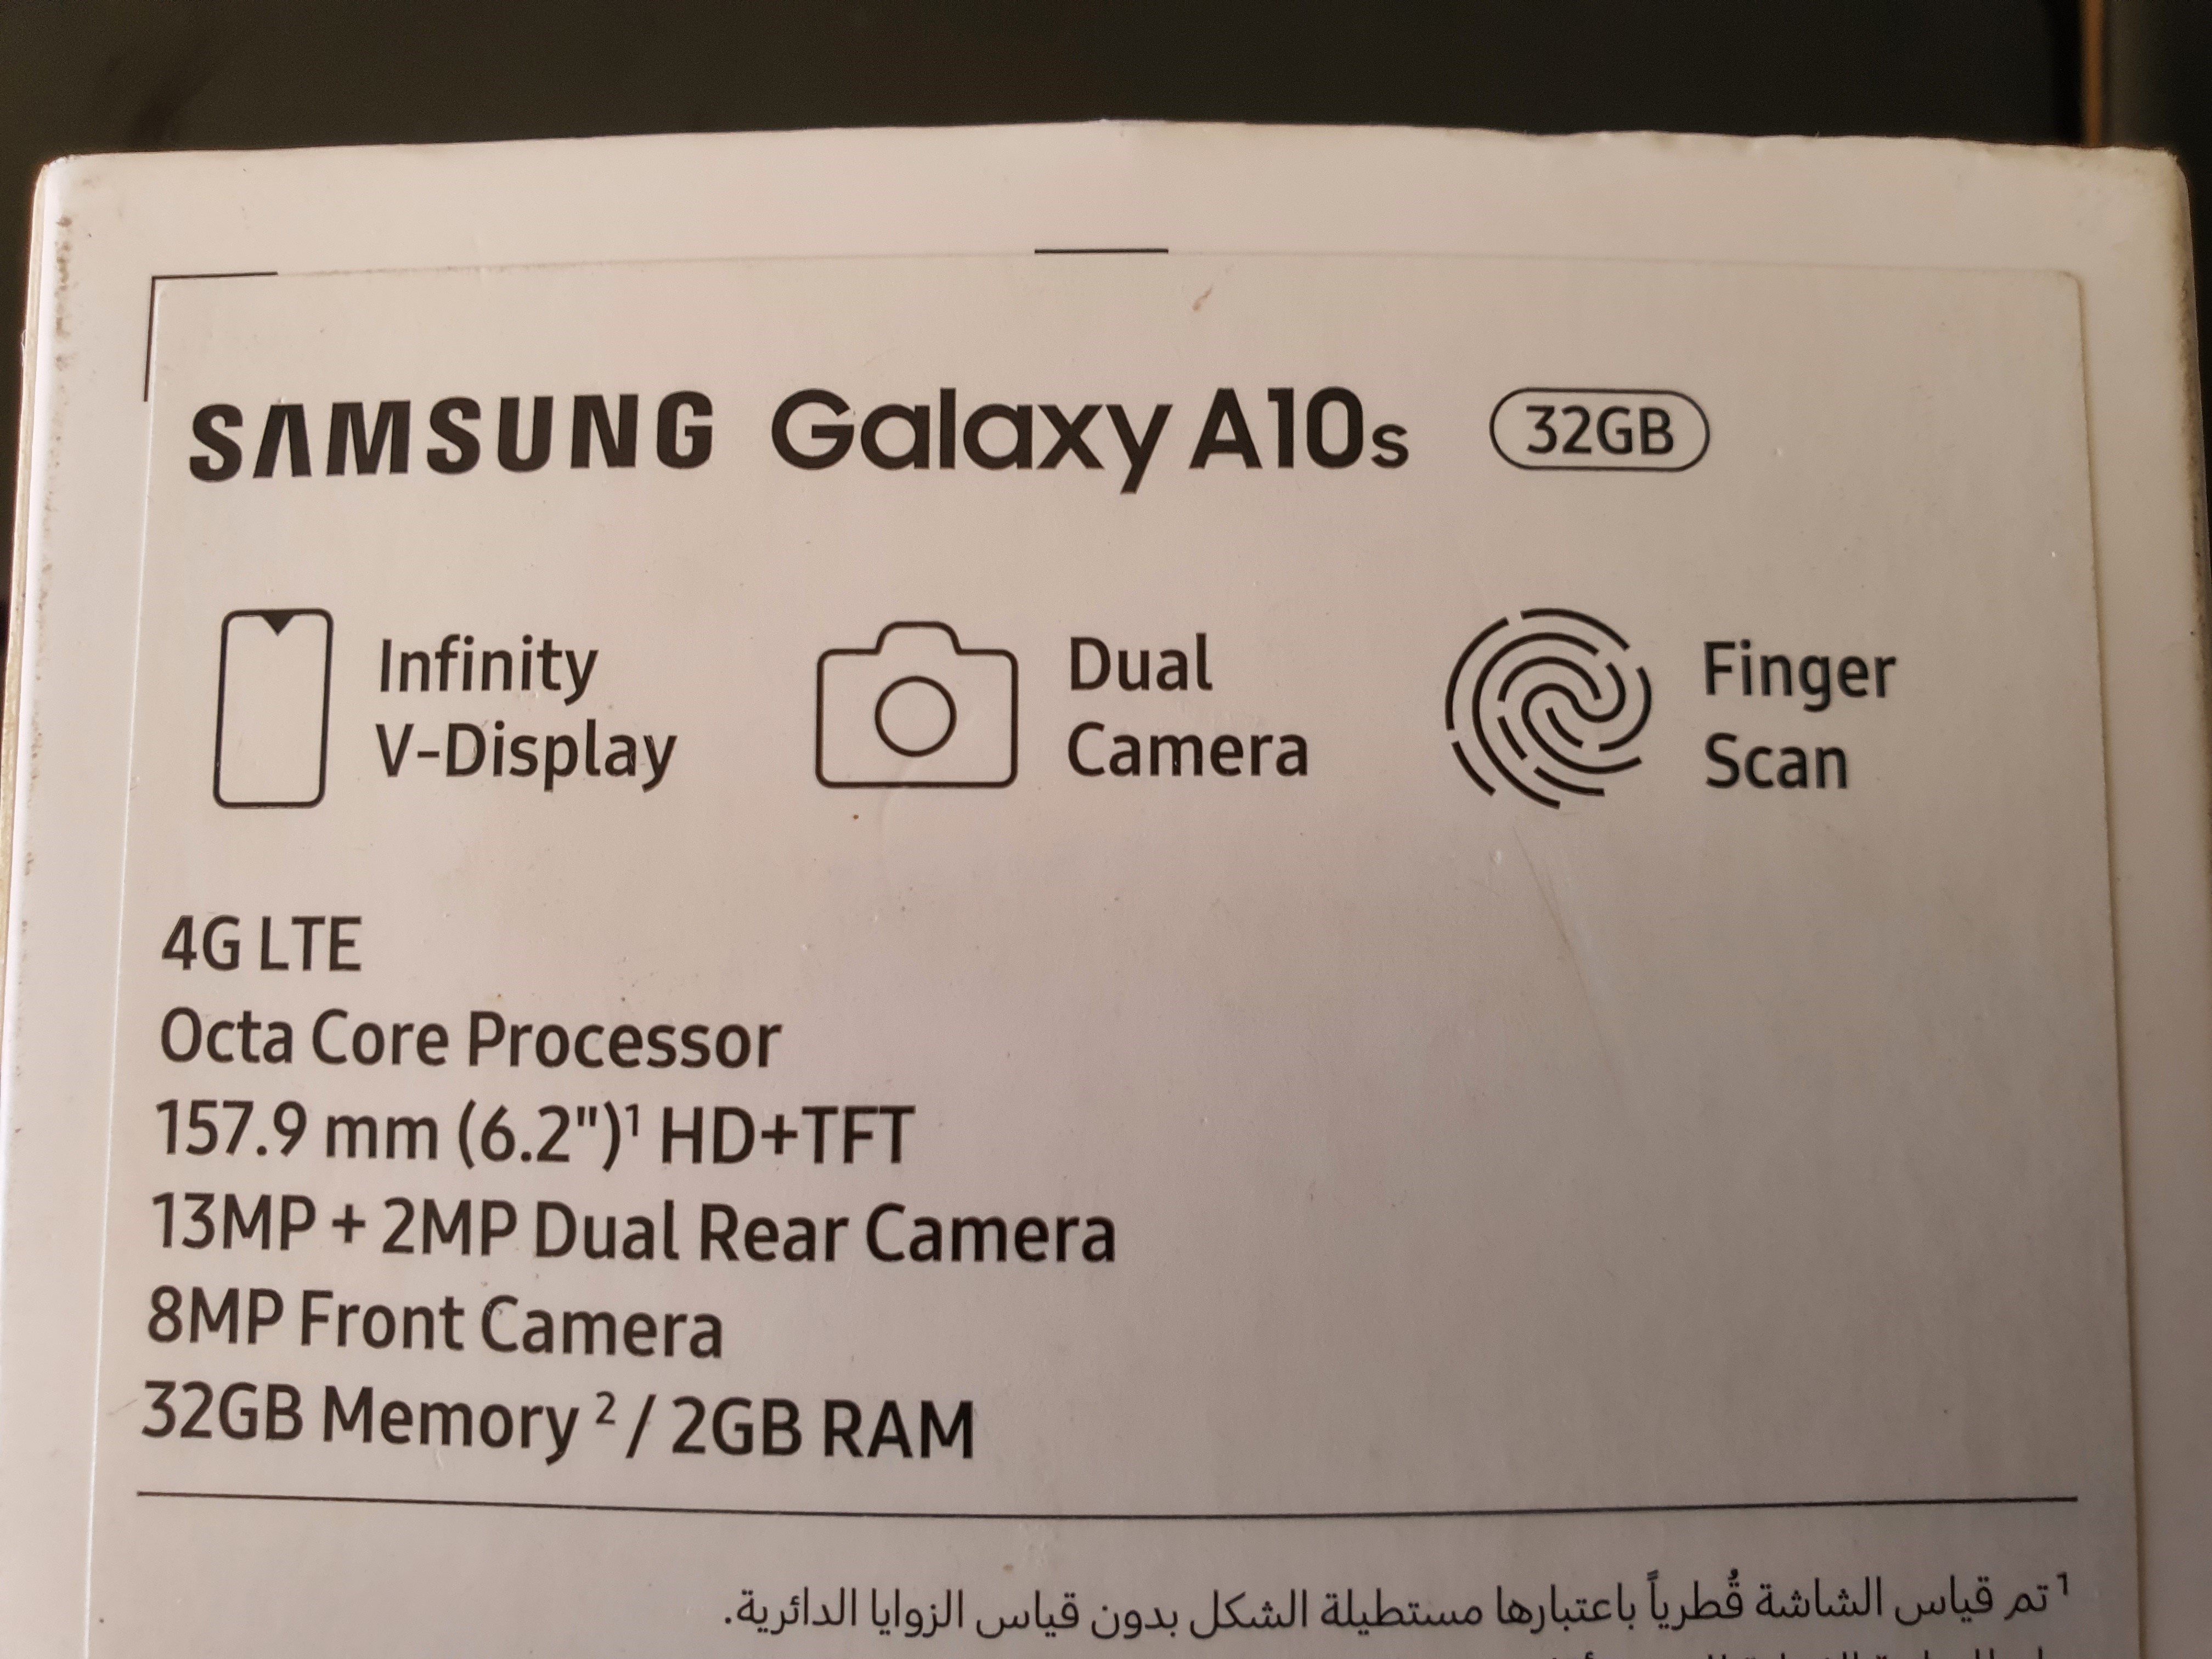 SAMSUNG Galaxy A10s 32GB
Infinity
V-Display
Dual
Camera
Finger
Scan
4G LTE
Octa Core Processor
157.9 mm (6.2")¹ HD+TFT
13MP + 2MP Dual Rear Camera
8MP Front Camera
32GB Memory ² / 2GB RAM
¹ تم قياس الشاشة قُطرياً باعتبارها مستطيلة الشكل بدون قياس الزوايا الدائرية.